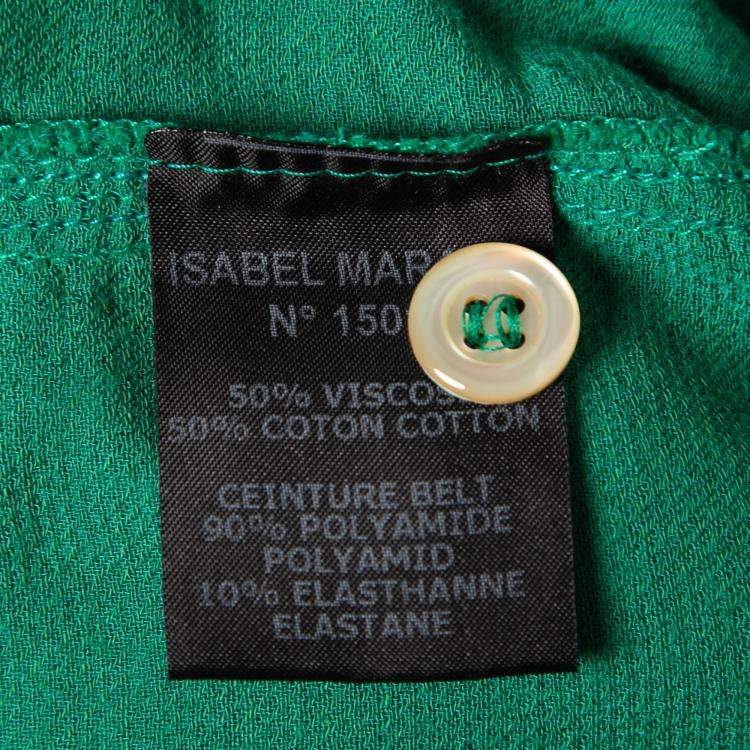 ISABEL MAR
N° 150
50% VISCOS
50% COTON COTTON
CEINTURE BELT
90% POLYAMIDE
POLYAMID
10% ELASTHANNE
ELASTANE